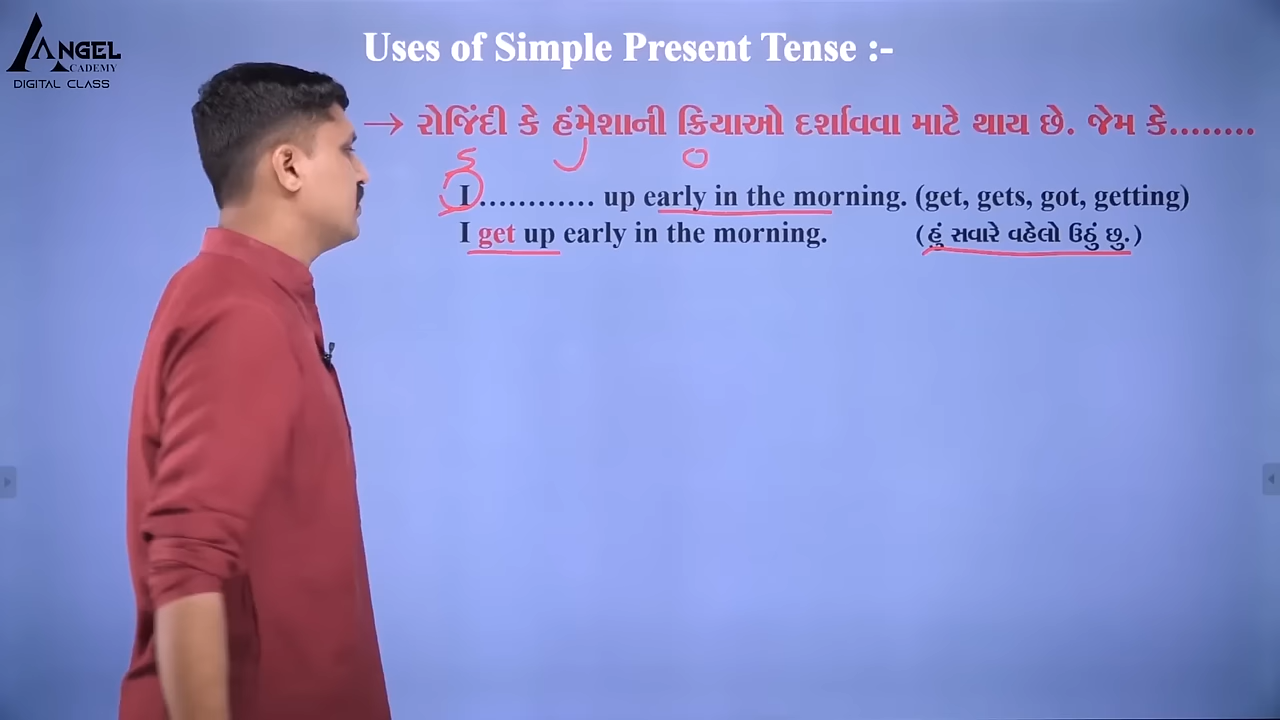 ANGEL
ACADEMY
DIGITAL CLASS
Uses of Simple Present Tense :-
→ રોજિંદી કે હંમેશાની ક્રિયાઓ દર્શાવવા માટે થાય છે. જેમ કે........
I ............ up early in the morning. (get, gets, got, getting)
I get up early in the morning. (હું સવારે વહેલો ઉઠું છુ.)